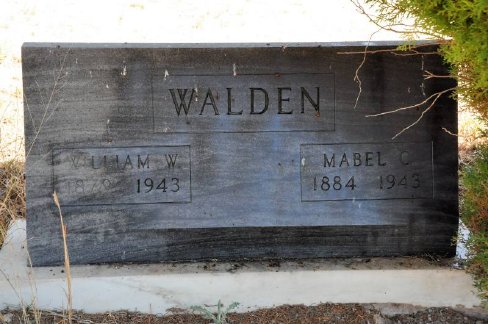 WALDEN
WILLIAM W.
1943
MABEL C.
1884 1943